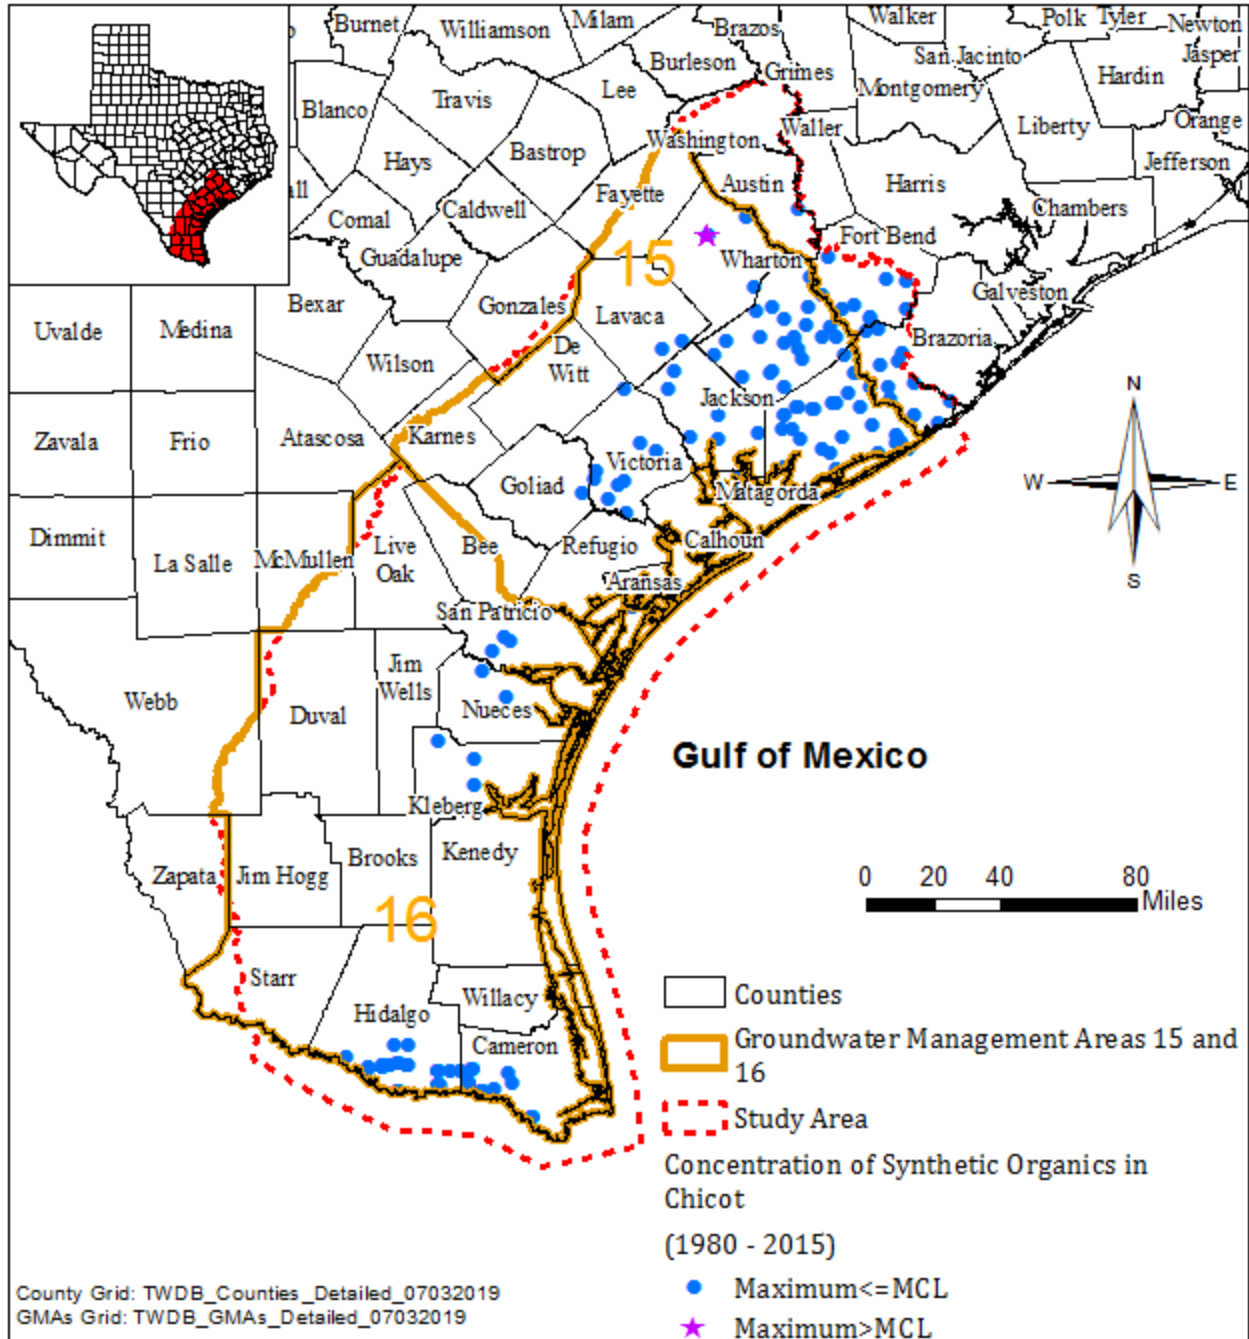 Burnet
Williamson
Milam
Brazos
Walker
Polk
Tyler
Newton
Burleson
Grimes
San Jacinto
Jasper
Blanco
Travis
Lee
Montgomery
Hardin
Washington
Waller
Liberty
Orange
Hays
Bastrop
Jefferson
all
Fayette
Austin
Harris
Comal
Caldwell
Chambers
Guadalupe
15
Wharton
Fort Bend
Bexar
Gonzales
Lavaca
Galveston
Uvalde
Medina
Wilson
De
Witt
Brazoria
Jackson
N
Zavala
Frio
Atascosa
Karnes
Goliad
Victoria
Matagorda
W
E
Dimmit
La Salle
McMullen
Live
Oak
Bee
Refugio
Calhoun
Aransas
S
San Patricio
Webb
Duval
Jim
Wells
Nueces
Gulf of Mexico
Kleberg
Zapata
Jim Hogg
Brooks
Kenedy
16
0 20 40 80
Miles
Starr
Hidalgo
Willacy
Cameron
Counties
Groundwater Management Areas 15 and
16
Study Area
Concentration of Synthetic Organics in
Chicot
(1980 - 2015)
Maximum<=MCL
Maximum>MCL
County Grid: TWDB_Counties_Detailed_07032019
GMAs Grid: TWDB_GMAs_Detailed_07032019